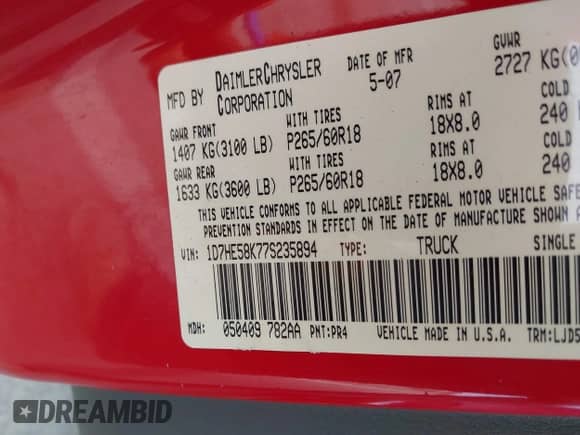 MFD BY DAIMLERCHRYSLER CORPORATION
DATE OF MFR 5-07
GVWR 2727 KG(
GAWR FRONT WITH TIRES RIMS AT COLD
1407 KG(3100 LB) P265/60R18 18X8.0 240
GAWR REAR WITH TIRES RIMS AT COLD
1633 KG(3600 LB) P265/60R18 18X8.0 240
THIS VEHICLE CONFORMS TO ALL APPLICABLE FEDERAL MOTOR VEHICLE SAFE
PREVENTION STANDARDS IN EFFECT ON THE DATE OF MANUFACTURE SHOWN
VIN: 1D7HE58K77S235894 TYPE: TRUCK SINGLE
MDH: 050409 782AA PNT:PR4 VEHICLE MADE IN U.S.A. TRM:LJD5
DREAMBID